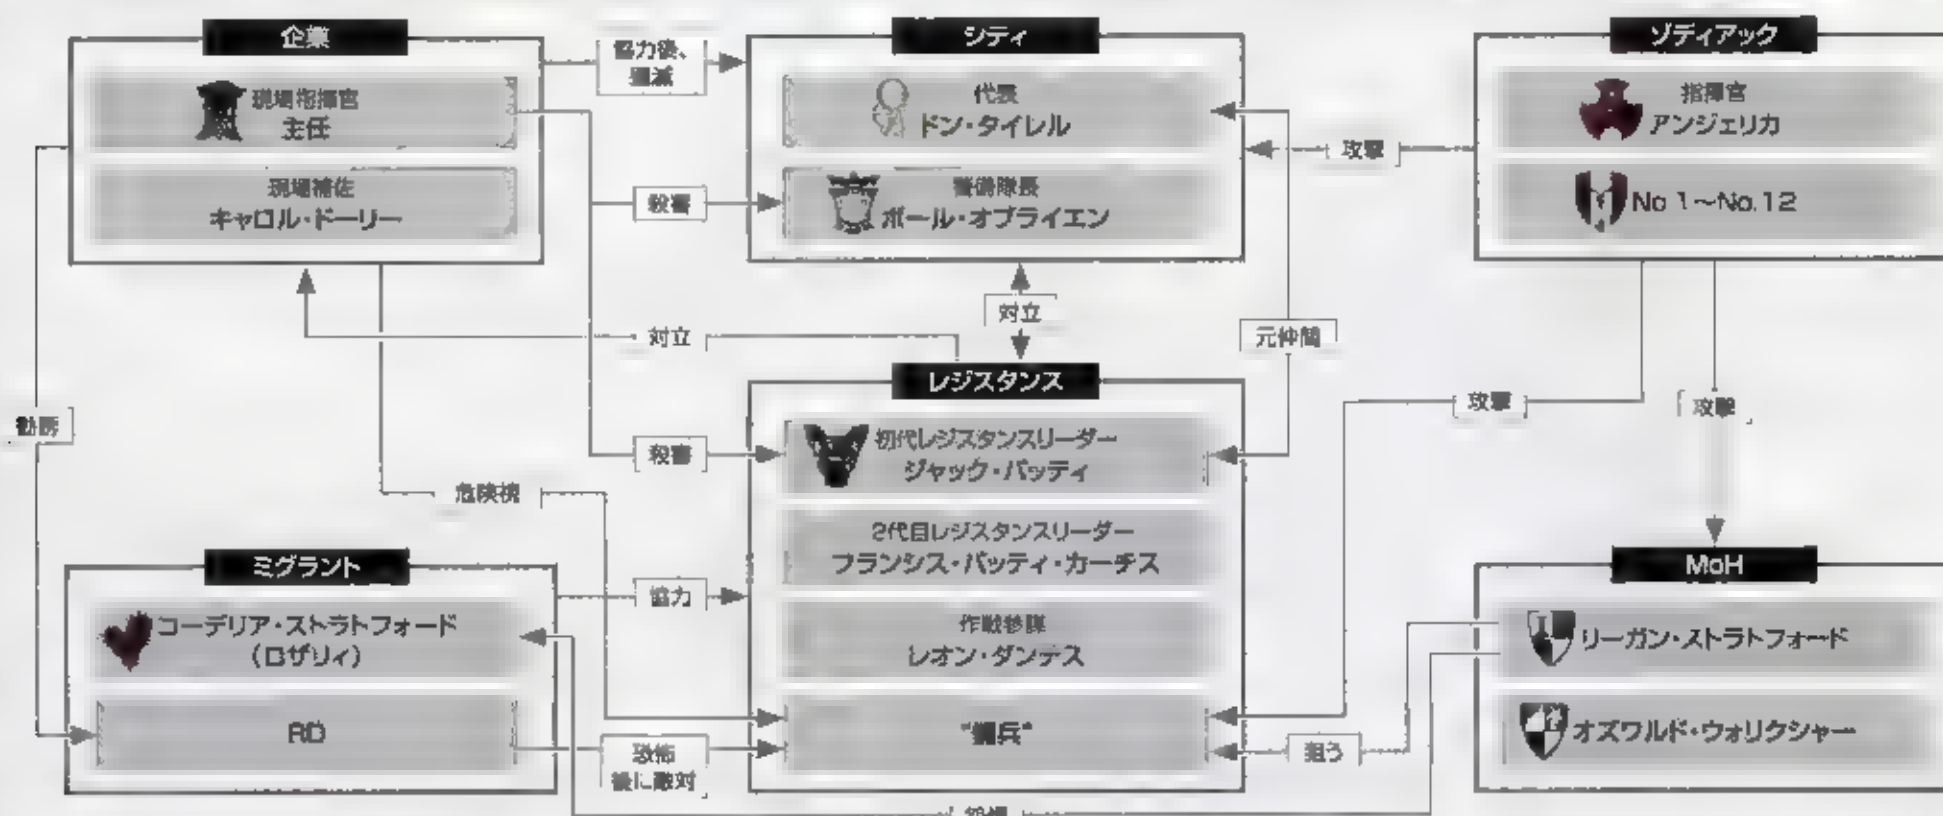 企業
現場指揮官
主任
現場補佐
キャロル・ドーリー
協力後、
殲滅
シティ
代表
ドン・タイレル
警備隊長
ポール・オブライエン
ゾディアック
指揮官
アンジェリカ
No.1～No.12
攻撃
殺害
対立
対立
元仲間
勧誘
レジスタンス
初代レジスタンスリーダー
ジャック・バッティ
2代目レジスタンスリーダー
フランシス・バッティ・カーチス
作戦参謀
レオン・ダンテス
"傭兵"
攻撃
攻撃
殺害
危険視
ミグラント
コーデリア・ストラトフォード
（ロザリィ）
RD
協力
恐怖
後に敵対
MoH
リーガン・ストラトフォード
オズワルド・ウォリクシャー
狙う